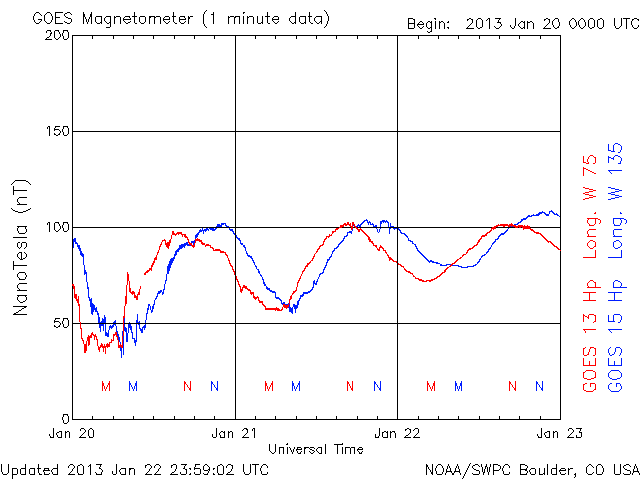 GOES Magnetometer (1 minute data)
Begin: 2013 Jan 20 0000 UTC
200
150
100
50
0
NanoTesla (nT)
M M N N M M N N M M N N
Jan 20 Jan 21 Jan 22 Jan 23
Universal Time
GOES 13 Hp Long. W 75
GOES 15 Hp Long. W 135
Updated 2013 Jan 22 23:59:02 UTC
NOAA/SWPC Boulder, CO USA